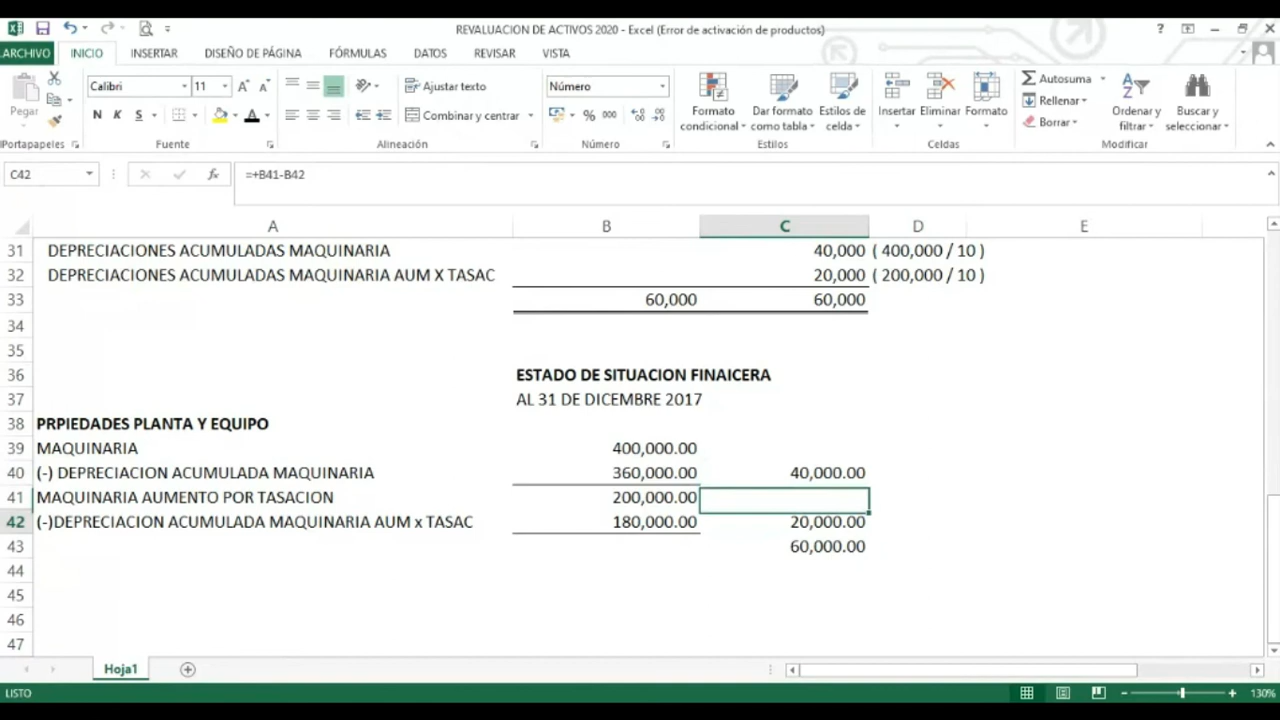 REVALUACION DE ACTIVOS 2020 - Excel (Error de activación de productos)
ARCHIVO INICIO INSERTAR DISEÑO DE PÁGINA FÓRMULAS DATOS REVISAR VISTA
Pegar Calibri 11 Ajustar texto Número Formato condicional Dar formato como tabla Estilos de celda Insertar Eliminar Formato Autosuma Ordenar y filtrar Buscar y seleccionar
N K S Combinar y centrar % 000 Rellenar
Borrar
Portapapeles Fuente Alineación Número Estilos Celdas Modificar
C42 fx =+B41-B42
A B C D E
31 DEPRECIACIONES ACUMULADAS MAQUINARIA 40,000 ( 400,000 / 10 )
32 DEPRECIACIONES ACUMULADAS MAQUINARIA AUM X TASAC 20,000 ( 200,000 / 10 )
33 60,000 60,000
34
35
36 ESTADO DE SITUACION FINAICERA
37 AL 31 DE DICEMBRE 2017
38 PRPIEDADES PLANTA Y EQUIPO
39 MAQUINARIA 400,000.00
40 (-) DEPRECIACION ACUMULADA MAQUINARIA 360,000.00 40,000.00
41 MAQUINARIA AUMENTO POR TASACION 200,000.00
42 (-)DEPRECIACION ACUMULADA MAQUINARIA AUM x TASAC 180,000.00 20,000.00
43 60,000.00
44
45
46
47
Hoja1
LISTO 130%